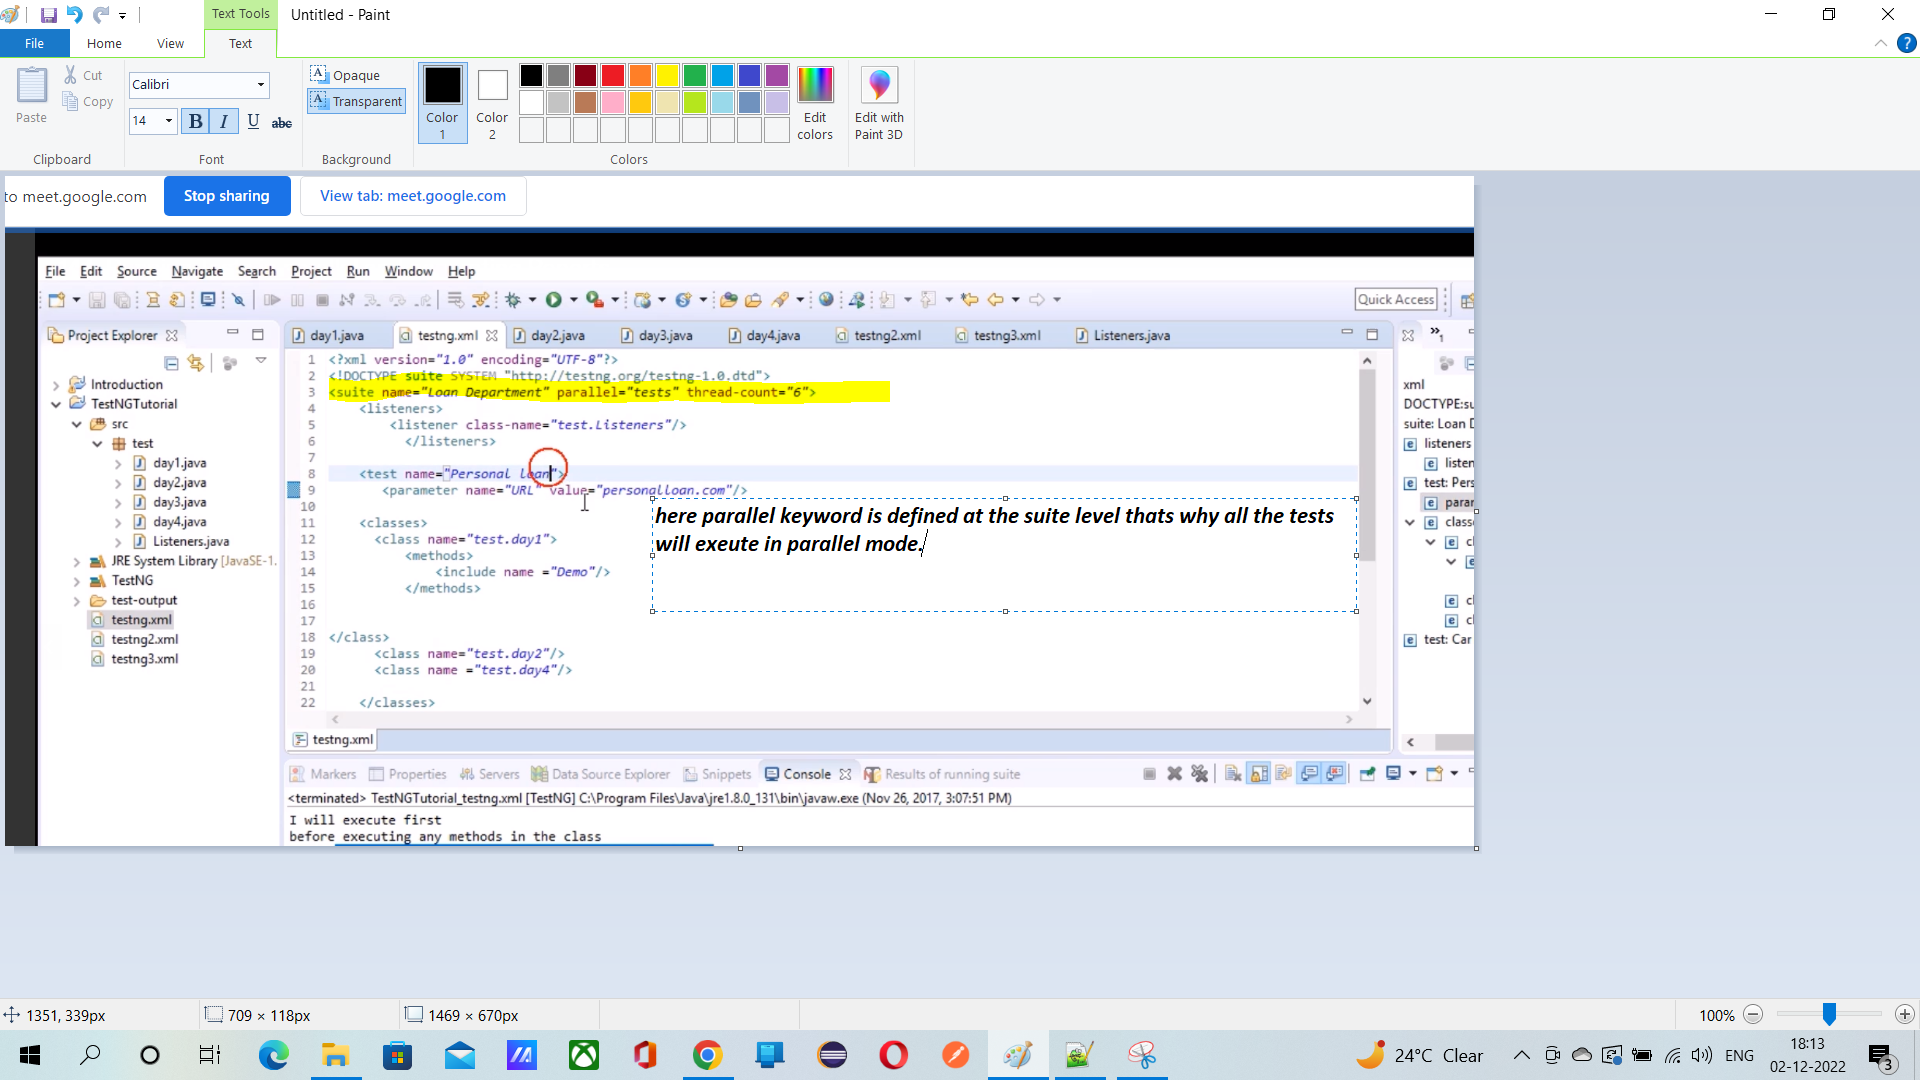 Text Tools
Untitled - Paint
File
Home
View
Text
Paste
Cut
Copy
Clipboard
Calibri
14
B I U abc
Font
Opaque
Transparent
Background
Color 1
Color 2
Edit colors
Colors
Edit with Paint 3D
to meet.google.com
Stop sharing
View tab: meet.google.com
File Edit Source Navigate Search Project Run Window Help
Quick Access
Project Explorer
Introduction
TestNGTutorial
src
test
day1.java
day2.java
day3.java
day4.java
Listeners.java
JRE System Library [JavaSE-1.
TestNG
test-output
testng.xml
testng2.xml
testng3.xml
day1.java testng.xml day2.java day3.java day4.java testng2.xml testng3.xml Listeners.java
1 <?xml version="1.0" encoding="UTF-8"?>
2 <!DOCTYPE suite SYSTEM "http://testng.org/testng-1.0.dtd">
3 <suite name="Loan Department" parallel="tests" thread-count="6">
4 <listeners>
5 <listener class-name="test.Listeners"/>
6 </listeners>
7
8 <test name="Personal loan">
9 <parameter name="URL" value="personalloan.com"/>
10
11 <classes>
12 <class name="test.day1">
13 <methods>
14 <include name ="Demo"/>
15 </methods>
16
17
18 </class>
19 <class name="test.day2"/>
20 <class name ="test.day4"/>
21
22 </classes>
here parallel keyword is defined at the suite level thats why all the tests
will exeute in parallel mode.
testng.xml
xml
DOCTYPE:su
suite: Loan D
listeners
listen
test: Pers
parar
classe
test: Car
Markers Properties Servers Data Source Explorer Snippets Console Results of running suite
<terminated> TestNGTutorial_testng.xml [TestNG] C:\Program Files\Java\jre1.8.0_131\bin\javaw.exe (Nov 26, 2017, 3:07:51 PM)
I will execute first
before executing any methods in the class
1351, 339px
709 × 118px
1469 × 670px
100%
24°C Clear
ENG
18:13
02-12-2022
3